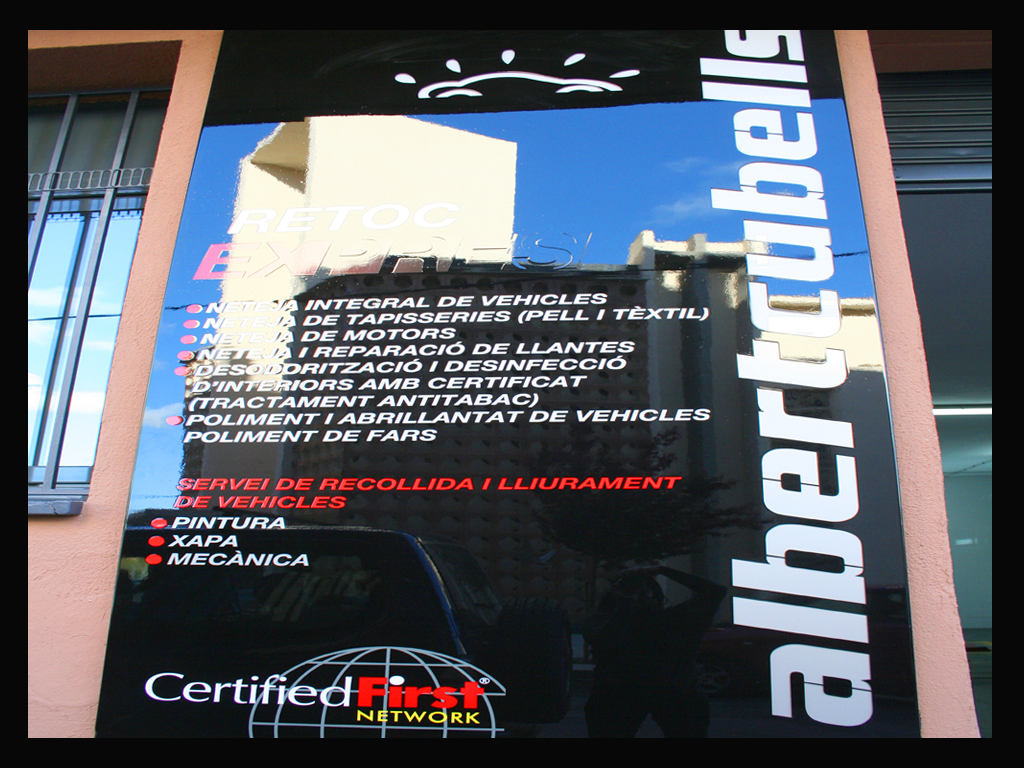 RETOC
EXPRES
• NETEJA INTEGRAL DE VEHICLES
• NETEJA DE TAPISSERIES (PELL I TÈXTIL)
• NETEJA DE MOTORS
• NETEJA I REPARACIÓ DE LLANTES
• DESODORITZACIÓ I DESINFECCIÓ
D'INTERIORS AMB CERTIFICAT
(TRACTAMENT ANTITABAC)
• POLIMENT I ABRILLANTAT DE VEHICLES
POLIMENT DE FARS
SERVEI DE RECOLLIDA I LLIURAMENT
DE VEHICLES
• PINTURA
• XAPA
• MECÀNICA
CertifiedFirst®
NETWORK
albertcubells